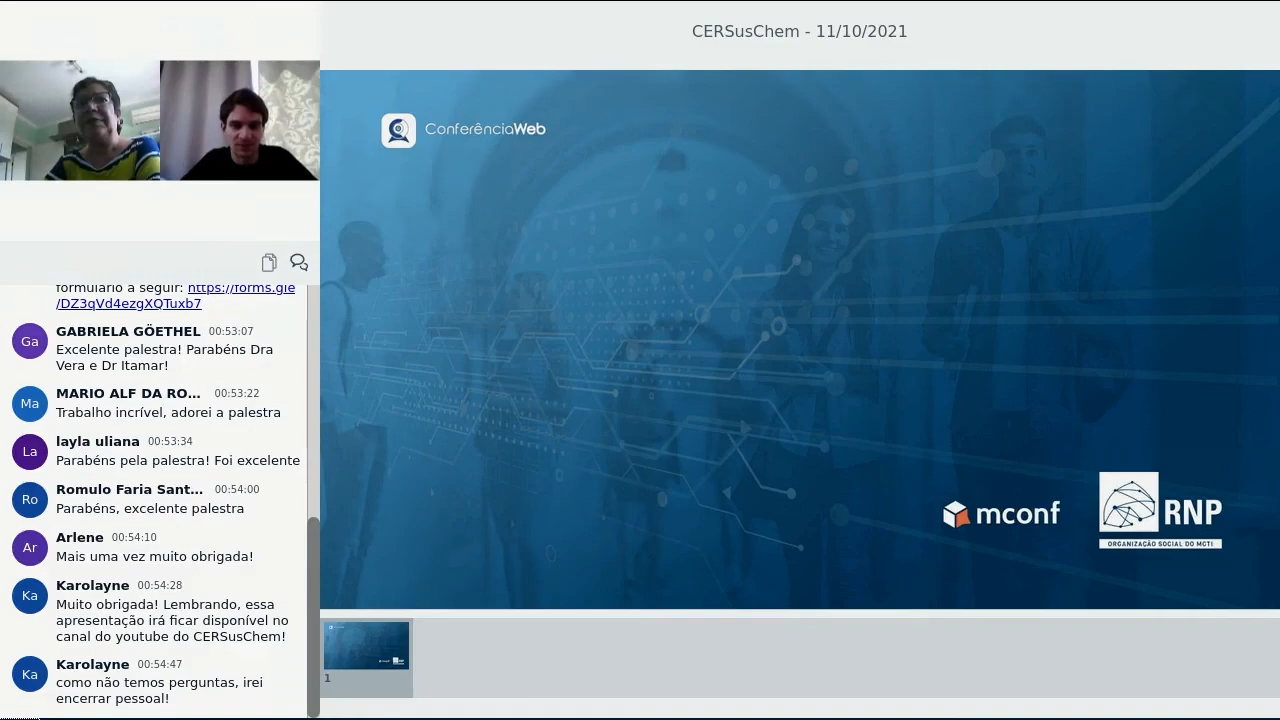 CERSusChem - 11/10/2021
ConferênciaWeb
formulário a seguir: https://forms.gle
/DZ3qVd4ezgXQTuxb7
Ga
GABRIELA GÖETHEL 00:53:07
Excelente palestra! Parabéns Dra
Vera e Dr Itamar!
Ma
MARIO ALF DA RO... 00:53:22
Trabalho incrível, adorei a palestra
La
layla uliana 00:53:34
Parabéns pela palestra! Foi excelente
Ro
Romulo Faria Sant... 00:54:00
Parabéns, excelente palestra
Ar
Arlene 00:54:10
Mais uma vez muito obrigada!
Ka
Karolayne 00:54:28
Muito obrigada! Lembrando, essa
apresentação irá ficar disponível no
canal do youtube do CERSusChem!
Ka
Karolayne 00:54:47
como não temos perguntas, irei
encerrar pessoal!
mconf
RNP
ORGANIZAÇÃO SOCIAL DO MCTI
1